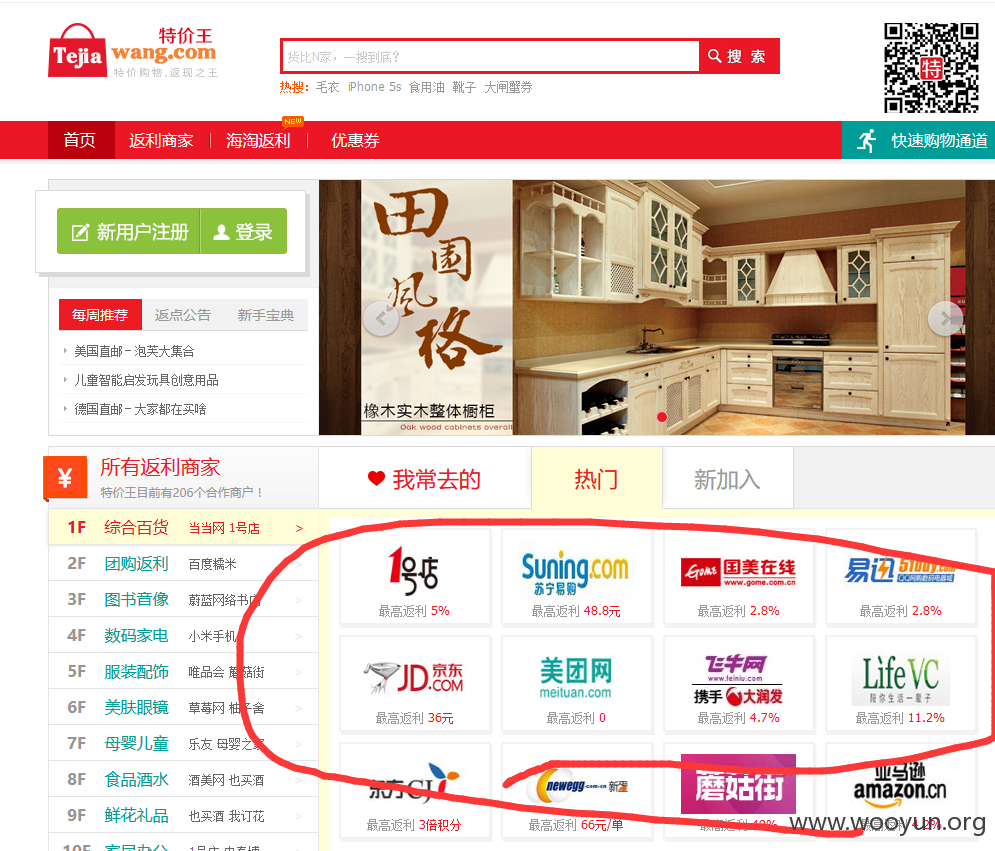 特价王
Tejia wang.com
特价购物,返现之王
货比N家，一搜到底？
搜 索
热搜： 毛衣 iPhone 5s 食用油 靴子 大闸蟹券
特
NEW
首页 返利商家 海淘返利 优惠券 快速购物通道
新用户注册 登录
田园风格
橡木实木整体橱柜
Oak wood cabinets overall
每周推荐 返点公告 新手宝典
美国直邮－泡芙大集合
儿童智能启发玩具创意用品
德国直邮－大家都在买啥
¥ 所有返利商家
特价王目前有206个合作商户！
我常去的 热门 新加入
1F 综合百货 当当网 1号店 >
2F 团购返利 百度糯米
3F 图书音像 蔚蓝网络书店 >
4F 数码家电 小米手机 >
5F 服装配饰 唯品会 蘑菇街 >
6F 美肤眼镜 草莓网 柚子舍 >
7F 母婴儿童 乐友 母婴之家 >
8F 食品酒水 酒美网 也买酒 >
9F 鲜花礼品 也买酒 我订花 >
10F 家居办公 1号店
1号店
最高返利 5%
Suning.com
苏宁易购
最高返利 48.8元
GOME 国美在线
www.gome.com.cn
最高返利 2.8%
易迅 51buy.com
QQ网购数码电器城
最高返利 2.8%
JD.京东
.COM
最高返利 36元
美团网
meituan.com
最高返利 0
飞牛网
www.feiniu.com
携手 大润发
最高返利 4.7%
Life VC
陪你生活一辈子
最高返利 11.2%
东方CJ
最高返利 3倍积分
newegg.com.cn 新蛋
最高返利 66元/单
蘑菇街
最高返利 40%
亚马逊
amazon.cn
www.wooyun.org